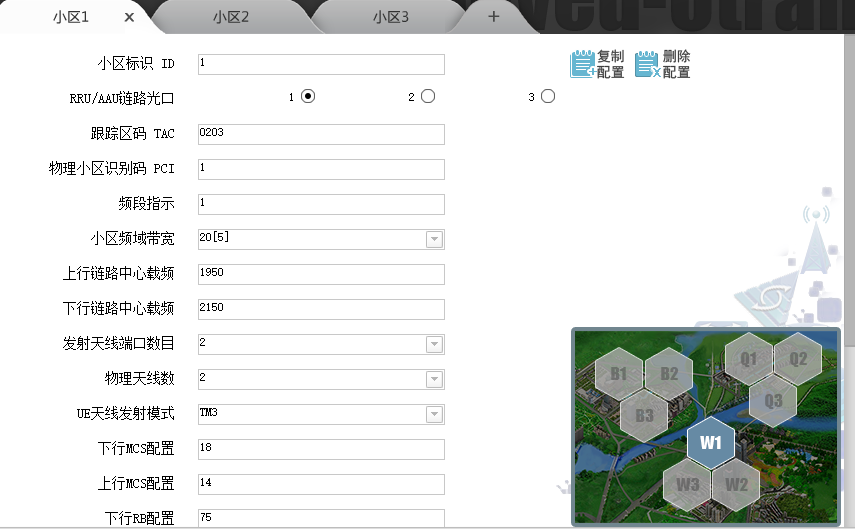 小区1 × 小区2 小区3 +
小区标识 ID 1
复制配置 删除配置
RRU/AAU链路光口 1 2 3
跟踪区码 TAC 0203
物理小区识别码 PCI 1
频段指示 1
小区频域带宽 20[5]
上行链路中心载频 1950
下行链路中心载频 2150
发射天线端口数目 2
物理天线数 2
UE天线发射模式 TM3
下行MCS配置 18
上行MCS配置 14
下行RB配置 75
B1 B2 Q1 Q2
B3 Q3
W1
W3 W2